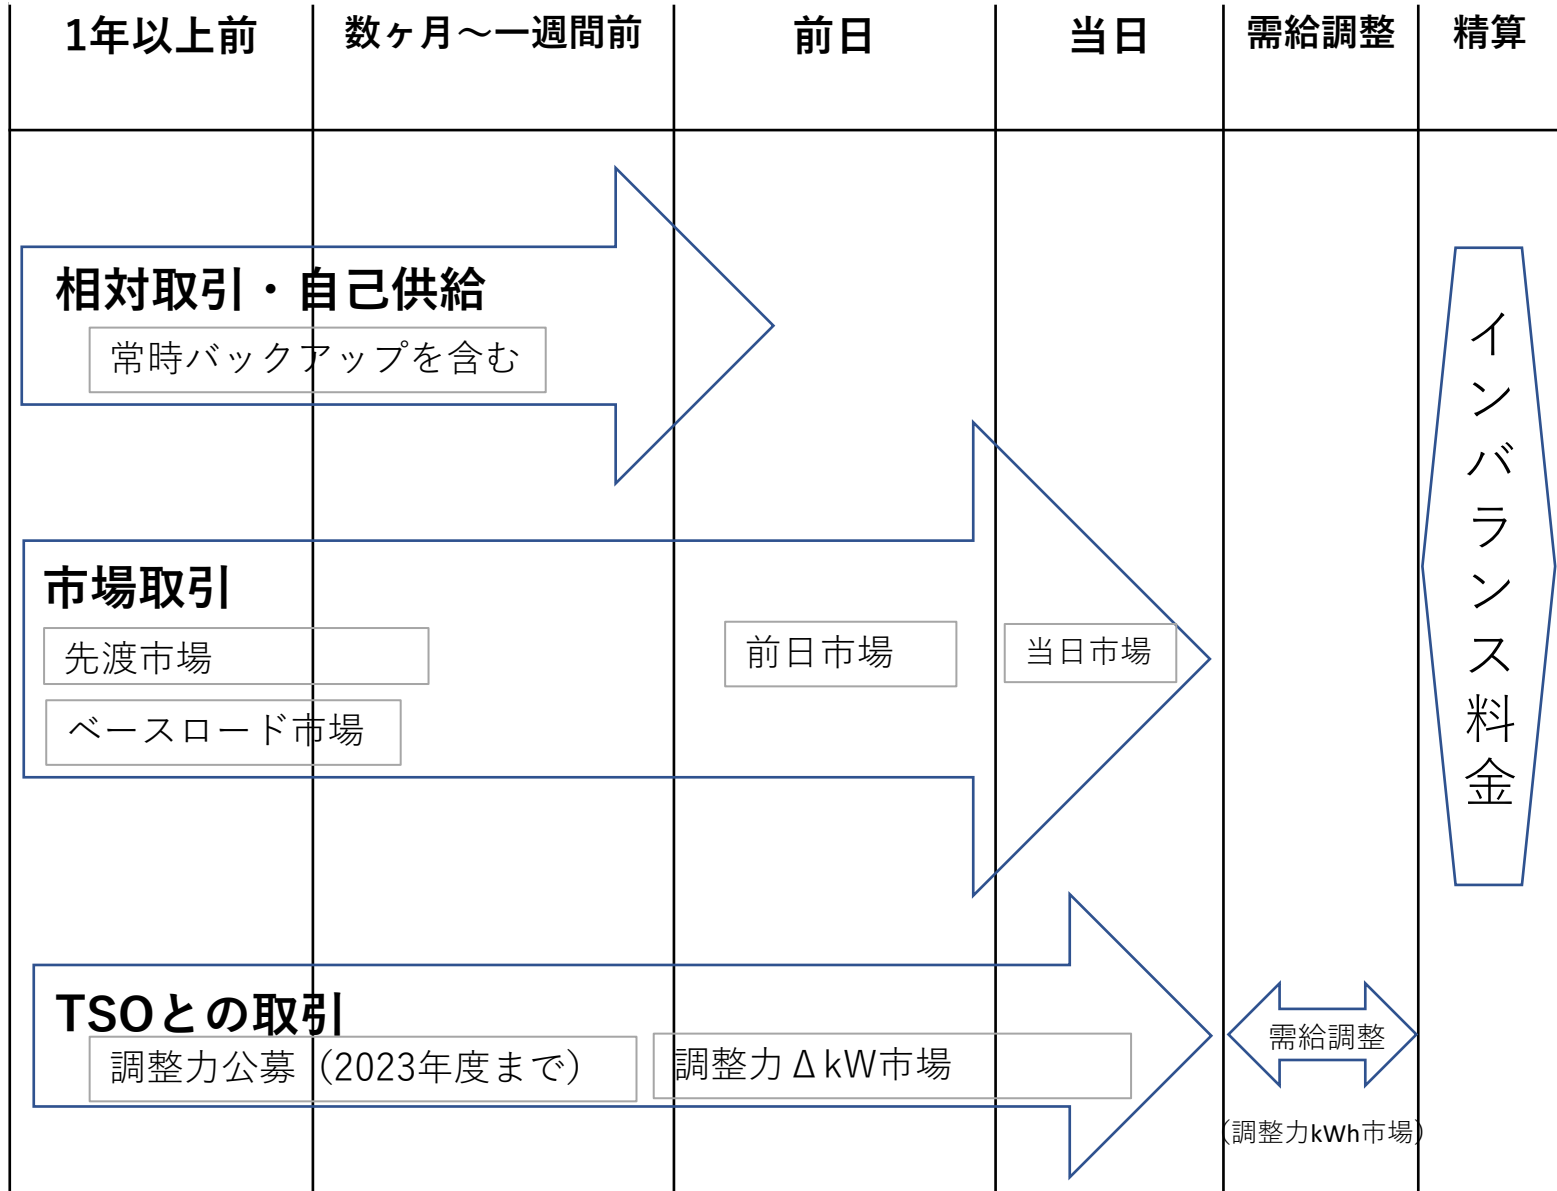 1年以上前
数ヶ月～一週間前
前日
当日
需給調整
精算
相対取引・自己供給
常時バックアップを含む
市場取引
先渡市場
ベースロード市場
前日市場
当日市場
TSOとの取引
調整力公募（2023年度まで）
調整力ΔkW市場
需給調整
（調整力kWh市場）
インバランス料金